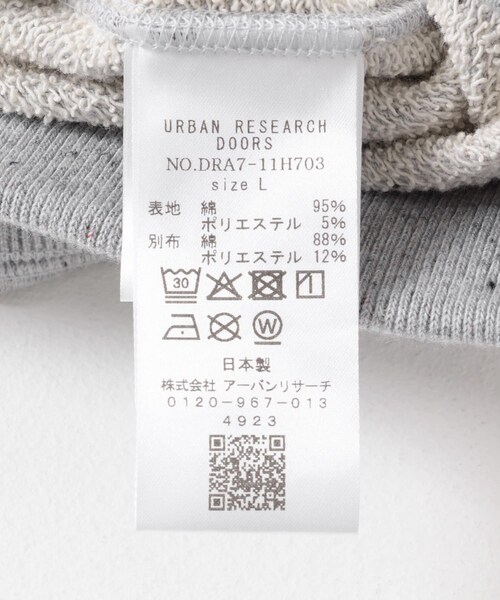 URBAN RESEARCH
DOORS
NO.DRA7-11H703
size L
表地 綿 95%
ポリエステル 5%
別布 綿 88%
ポリエステル 12%
30
W
日本製
株式会社 アーバンリサーチ
0120-967-013
4923